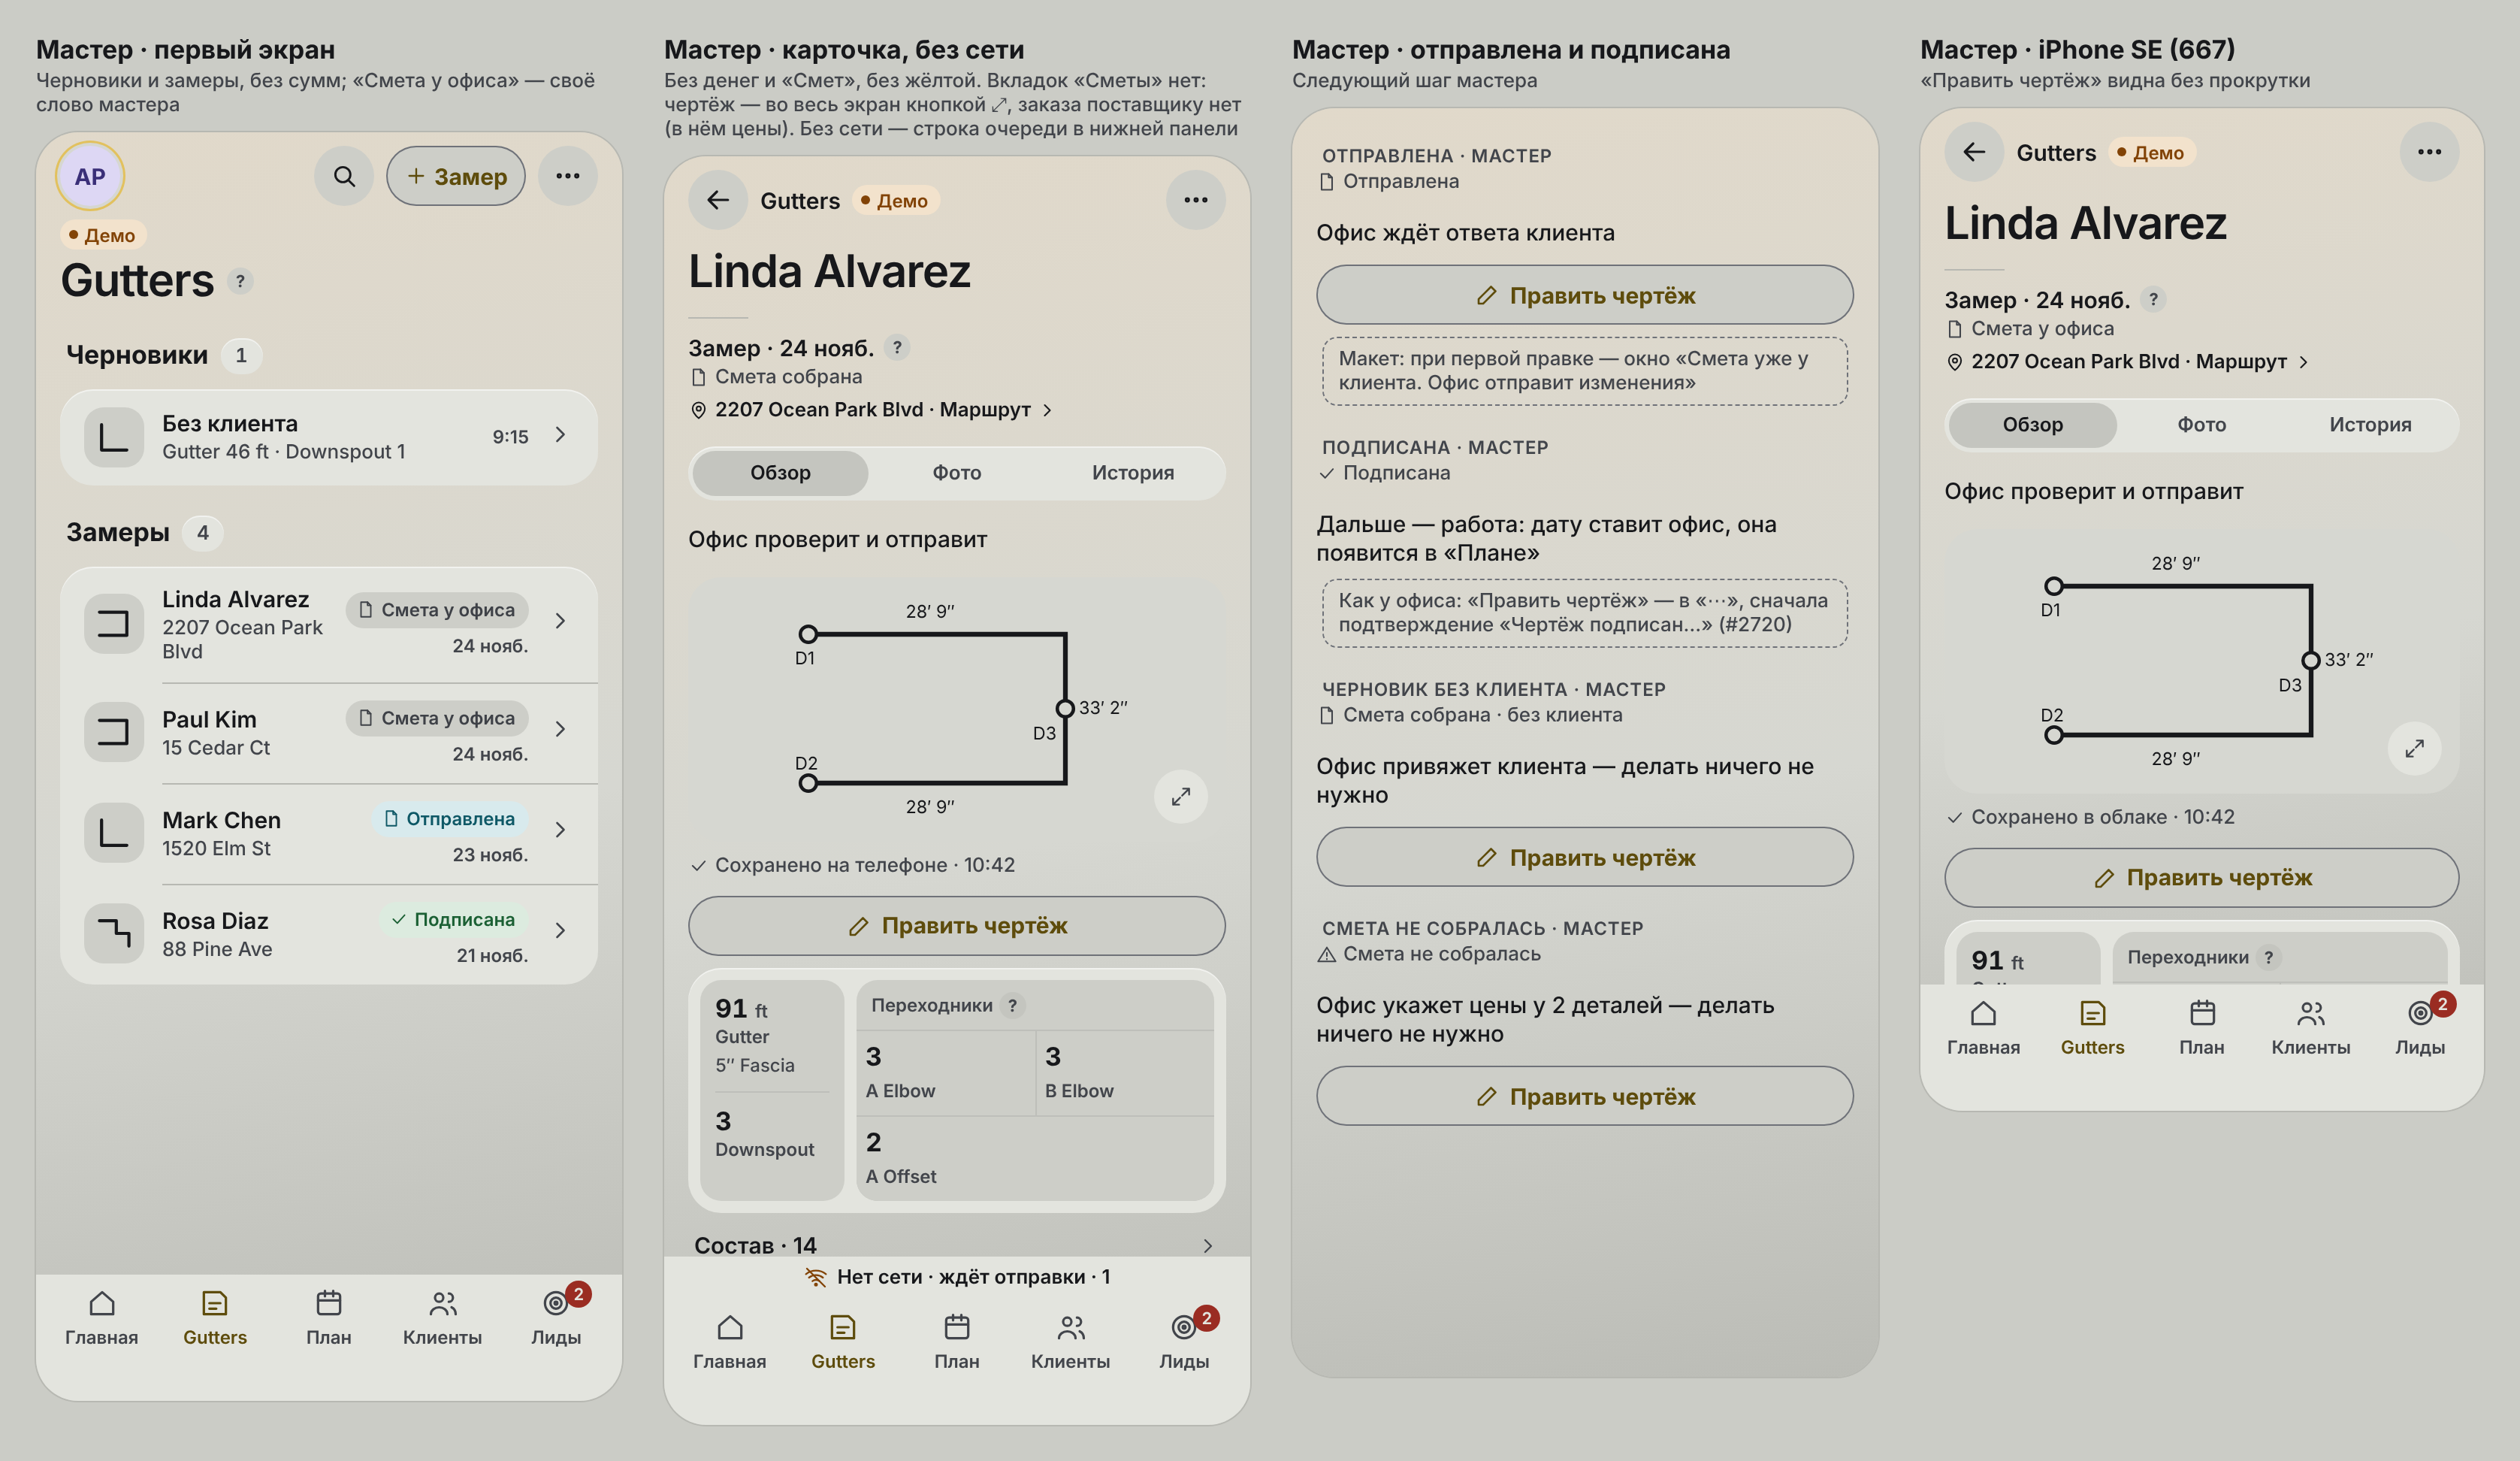 Мастер · первый экран
Черновики и замеры, без сумм; «Смета у офиса» — своё
слово мастера
AP
+ Замер
Демо
Gutters ?
Черновики 1
Без клиента
Gutter 46 ft · Downspout 1
9:15
Замеры 4
Linda Alvarez
2207 Ocean Park
Blvd
Смета у офиса
24 нояб.
Paul Kim
15 Cedar Ct
Смета у офиса
24 нояб.
Mark Chen
1520 Elm St
Отправлена
23 нояб.
Rosa Diaz
88 Pine Ave
Подписана
21 нояб.
Главная
Gutters
План
Клиенты
2
Лиды
Мастер · карточка, без сети
Без денег и «Смет», без жёлтой. Вкладок «Сметы» нет:
чертёж — во весь экран кнопкой ⤢, заказа поставщику нет
(в нём цены). Без сети — строка очереди в нижней панели
Gutters
Демо
Linda Alvarez
Замер · 24 нояб. ?
Смета собрана
2207 Ocean Park Blvd · Маршрут
Обзор
Фото
История
Офис проверит и отправит
28′ 9″
D1
33′ 2″
D3
D2
28′ 9″
Сохранено на телефоне · 10:42
Править чертёж
91 ft
Gutter
5″ Fascia
3
Downspout
Переходники ?
3
A Elbow
3
B Elbow
2
A Offset
Состав · 14
Нет сети · ждёт отправки · 1
Главная
Gutters
План
Клиенты
2
Лиды
Мастер · отправлена и подписана
Следующий шаг мастера
ОТПРАВЛЕНА · МАСТЕР
Отправлена
Офис ждёт ответа клиента
Править чертёж
Макет: при первой правке — окно «Смета уже у
клиента. Офис отправит изменения»
ПОДПИСАНА · МАСТЕР
Подписана
Дальше — работа: дату ставит офис, она
появится в «Плане»
Как у офиса: «Править чертёж» — в «···», сначала
подтверждение «Чертёж подписан…» (#2720)
ЧЕРНОВИК БЕЗ КЛИЕНТА · МАСТЕР
Смета собрана · без клиента
Офис привяжет клиента — делать ничего не
нужно
Править чертёж
СМЕТА НЕ СОБРАЛАСЬ · МАСТЕР
Смета не собралась
Офис укажет цены у 2 деталей — делать
ничего не нужно
Править чертёж
Мастер · iPhone SE (667)
«Править чертёж» видна без прокрутки
Gutters
Демо
Linda Alvarez
Замер · 24 нояб. ?
Смета у офиса
2207 Ocean Park Blvd · Маршрут
Обзор
Фото
История
Офис проверит и отправит
28′ 9″
D1
33′ 2″
D3
D2
28′ 9″
Сохранено в облаке · 10:42
Править чертёж
91 ft
Переходники ?
Главная
Gutters
План
Клиенты
2
Лиды